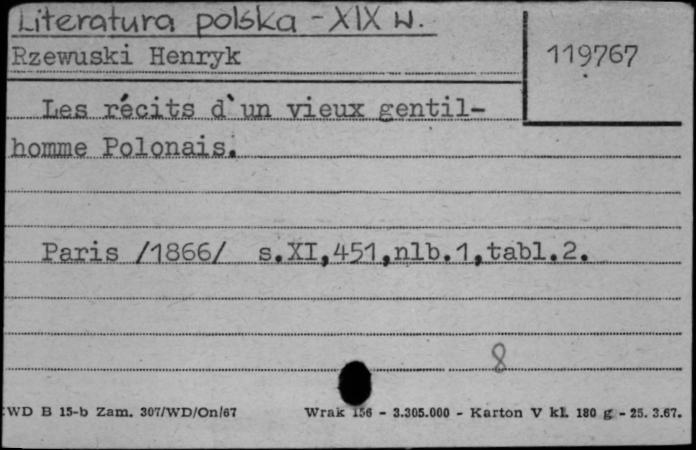 Literatura polska - XIX w.
Rzewuski Henryk
119767
Les récits d`un vieux gentil-
homme Polonais.
Paris /1866/ s.XI,451,nlb.1,tabl.2.
8
WD B 15-b Zam. 307/WD/On/67 Wrak 156 - 3.305.000 - Karton V kl. 180 g - 25. 3.67.